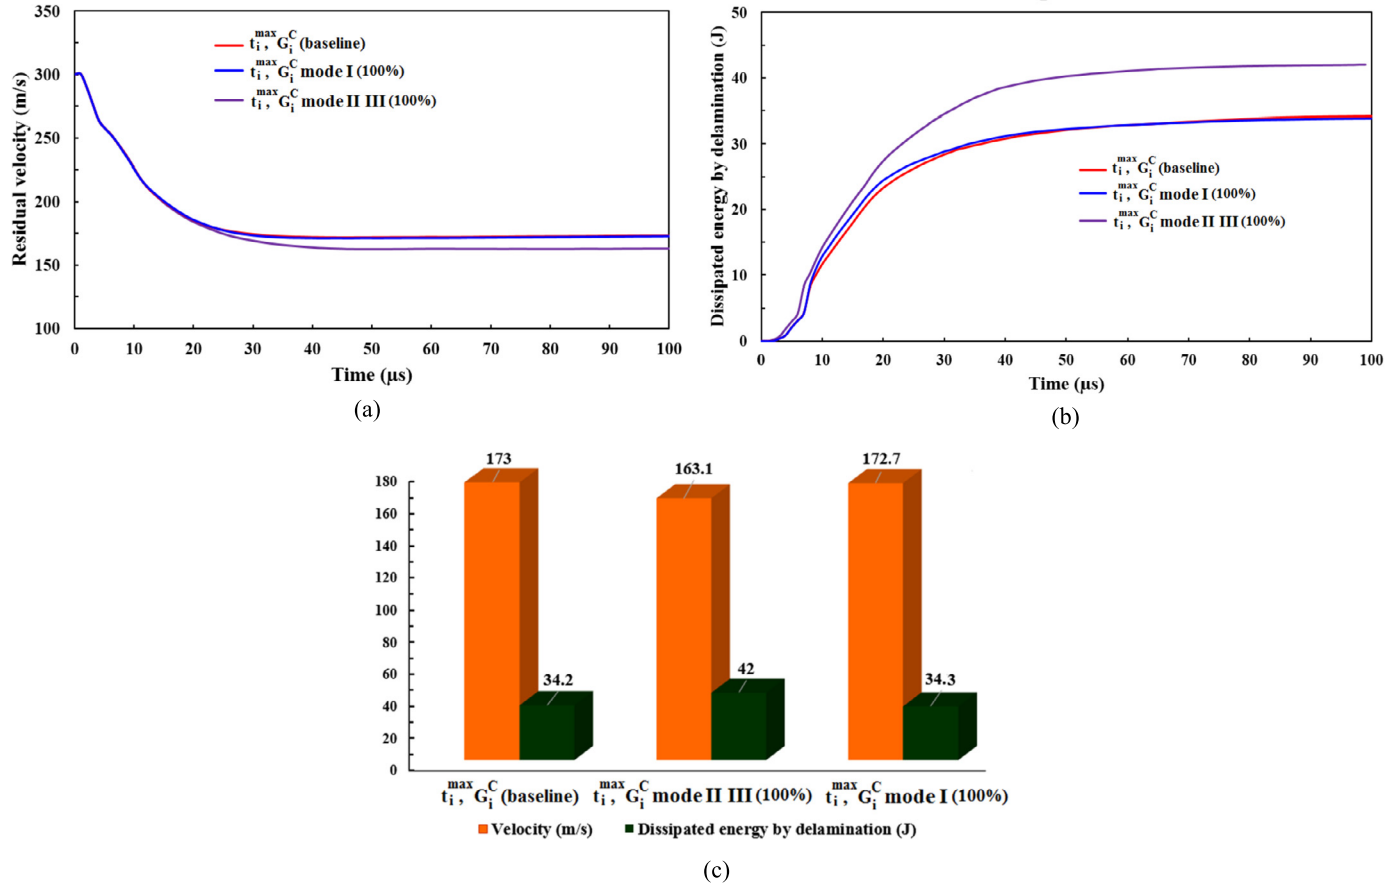 350
300
250
200
150
100
Residual velocity (m/s)
t_i^max, G_i^C (baseline)
t_i^max, G_i^C mode I (100%)
t_i^max, G_i^C mode II III (100%)
0 10 20 30 40 50 60 70 80 90 100
Time (µs)
(a)
50
40
30
20
10
0
Dissipated energy by delamination (J)
t_i^max, G_i^C (baseline)
t_i^max, G_i^C mode I (100%)
t_i^max, G_i^C mode II III (100%)
0 10 20 30 40 50 60 70 80 90 100
Time (µs)
(b)
180
160
140
120
100
80
60
40
20
0
173
34.2
163.1
42
172.7
34.3
t_i^max, G_i^C (baseline)
t_i^max, G_i^C mode II III (100%)
t_i^max, G_i^C mode I (100%)
Velocity (m/s)
Dissipated energy by delamination (J)
(c)